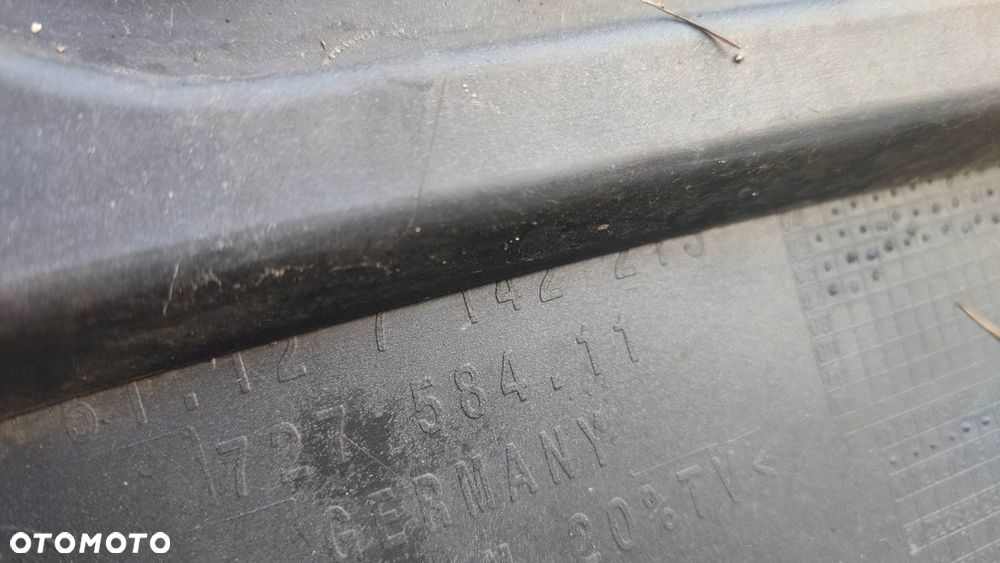 51.12 7 142 215
727 584.11
GERMANY
20%TV<
OTOMOTO